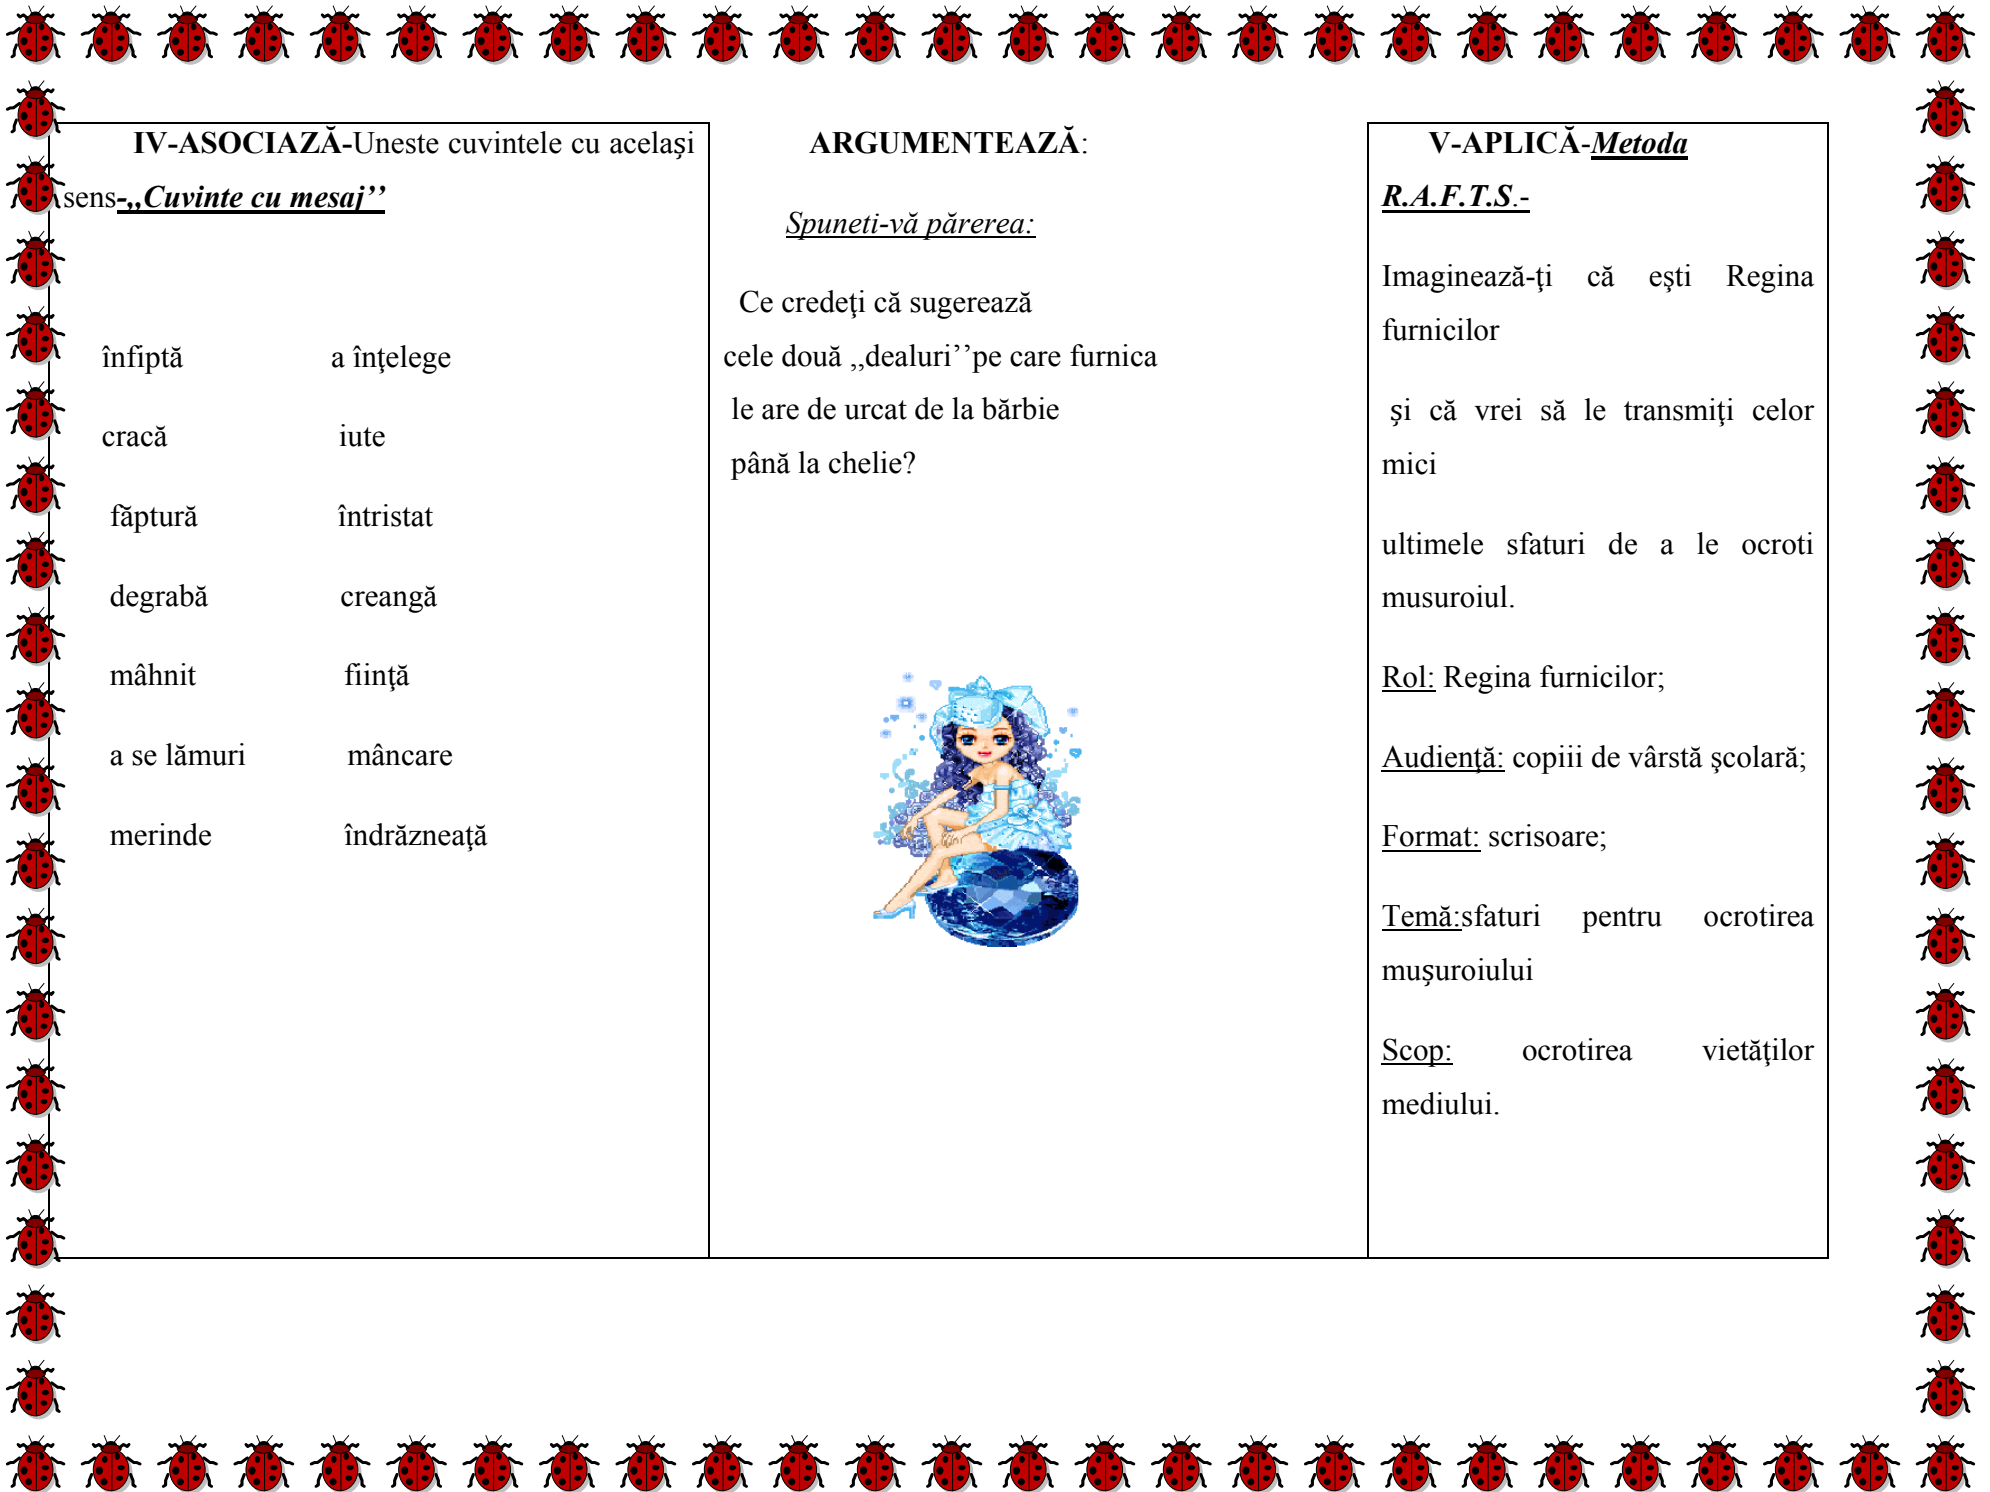 IV-ASOCIAZĂ-Uneste cuvintele cu acelaşi
sens-,,Cuvinte cu mesaj’’
înfiptă a înţelege
cracă iute
făptură întristat
degrabă creangă
mâhnit fiinţă
a se lămuri mâncare
merinde îndrăzneaţă
ARGUMENTEAZĂ:
Spuneti-vă părerea:
Ce credeţi că sugerează
cele două ,,dealuri’’pe care furnica
le are de urcat de la bărbie
până la chelie?
V-APLICĂ-Metoda
R.A.F.T.S.-
Imaginează-ţi că eşti Regina
furnicilor
şi că vrei să le transmiţi celor
mici
ultimele sfaturi de a le ocroti
musuroiul.
Rol: Regina furnicilor;
Audienţă: copiii de vârstă şcolară;
Format: scrisoare;
Temă:sfaturi pentru ocrotirea
muşuroiului
Scop: ocrotirea vietăţilor
mediului.